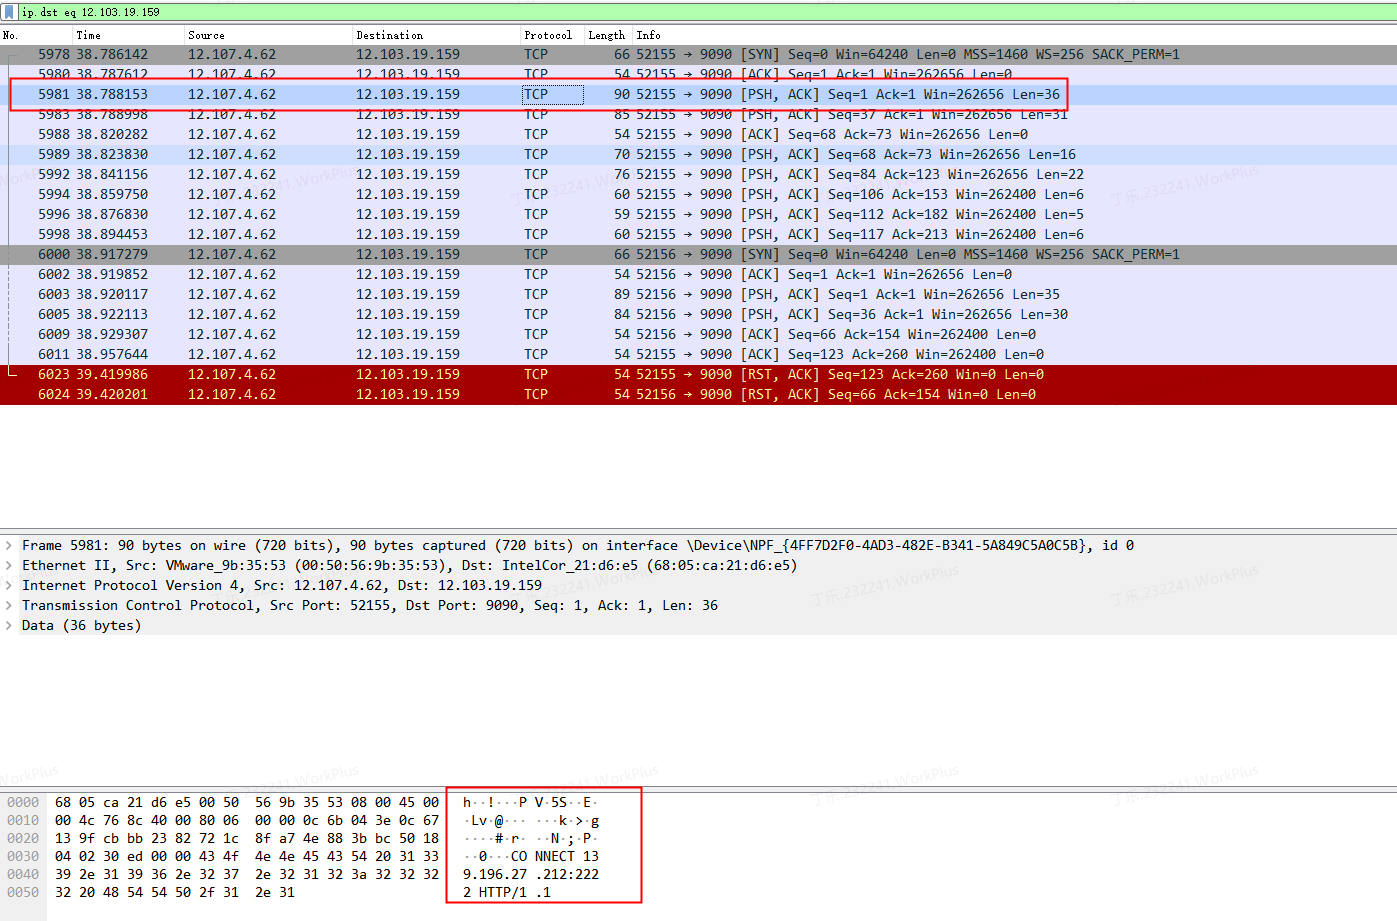 ip.dst eq 12.103.19.159
No. Time Source Destination Protocol Length Info
5978 38.786142 12.107.4.62 12.103.19.159 TCP 66 52155 → 9090 [SYN] Seq=0 Win=64240 Len=0 MSS=1460 WS=256 SACK_PERM=1
5980 38.787612 12.107.4.62 12.103.19.159 TCP 54 52155 → 9090 [ACK] Seq=1 Ack=1 Win=262656 Len=0
5981 38.788153 12.107.4.62 12.103.19.159 TCP 90 52155 → 9090 [PSH, ACK] Seq=1 Ack=1 Win=262656 Len=36
5983 38.788998 12.107.4.62 12.103.19.159 TCP 85 52155 → 9090 [PSH, ACK] Seq=37 Ack=1 Win=262656 Len=31
5988 38.820282 12.107.4.62 12.103.19.159 TCP 54 52155 → 9090 [ACK] Seq=68 Ack=73 Win=262656 Len=0
5989 38.823830 12.107.4.62 12.103.19.159 TCP 70 52155 → 9090 [PSH, ACK] Seq=68 Ack=73 Win=262656 Len=16
5992 38.841156 12.107.4.62 12.103.19.159 TCP 76 52155 → 9090 [PSH, ACK] Seq=84 Ack=123 Win=262656 Len=22
5994 38.859750 12.107.4.62 12.103.19.159 TCP 60 52155 → 9090 [PSH, ACK] Seq=106 Ack=153 Win=262400 Len=6
5996 38.876830 12.107.4.62 12.103.19.159 TCP 59 52155 → 9090 [PSH, ACK] Seq=112 Ack=182 Win=262400 Len=5
5998 38.894453 12.107.4.62 12.103.19.159 TCP 60 52155 → 9090 [PSH, ACK] Seq=117 Ack=213 Win=262400 Len=6
6000 38.917279 12.107.4.62 12.103.19.159 TCP 66 52156 → 9090 [SYN] Seq=0 Win=64240 Len=0 MSS=1460 WS=256 SACK_PERM=1
6002 38.919852 12.107.4.62 12.103.19.159 TCP 54 52156 → 9090 [ACK] Seq=1 Ack=1 Win=262656 Len=0
6003 38.920117 12.107.4.62 12.103.19.159 TCP 89 52156 → 9090 [PSH, ACK] Seq=1 Ack=1 Win=262656 Len=35
6005 38.922113 12.107.4.62 12.103.19.159 TCP 84 52156 → 9090 [PSH, ACK] Seq=36 Ack=1 Win=262656 Len=30
6009 38.929307 12.107.4.62 12.103.19.159 TCP 54 52156 → 9090 [ACK] Seq=66 Ack=154 Win=262400 Len=0
6011 38.957644 12.107.4.62 12.103.19.159 TCP 54 52155 → 9090 [ACK] Seq=123 Ack=260 Win=262400 Len=0
6023 39.419986 12.107.4.62 12.103.19.159 TCP 54 52155 → 9090 [RST, ACK] Seq=123 Ack=260 Win=0 Len=0
6024 39.420201 12.107.4.62 12.103.19.159 TCP 54 52156 → 9090 [RST, ACK] Seq=66 Ack=154 Win=0 Len=0
Frame 5981: 90 bytes on wire (720 bits), 90 bytes captured (720 bits) on interface \Device\NPF_{4FF7D2F0-4AD3-482E-B341-5A849C5A0C5B}, id 0
Ethernet II, Src: VMware_9b:35:53 (00:50:56:9b:35:53), Dst: IntelCor_21:d6:e5 (68:05:ca:21:d6:e5)
Internet Protocol Version 4, Src: 12.107.4.62, Dst: 12.103.19.159
Transmission Control Protocol, Src Port: 52155, Dst Port: 9090, Seq: 1, Ack: 1, Len: 36
Data (36 bytes)
0000 68 05 ca 21 d6 e5 00 50 56 9b 35 53 08 00 45 00 h··!···P V·5S··E·
0010 00 4c 76 8c 40 00 80 06 00 00 0c 6b 04 3e 0c 67 ·Lv·@··· ···k·>·g
0020 13 9f cb bb 23 82 72 1c 8f a7 4e 88 3b bc 50 18 ····#·r· ··N·;·P·
0030 04 02 30 ed 00 00 43 4f 4e 4e 45 43 54 20 31 33 ··0···CO NNECT 13
0040 39 2e 31 39 36 2e 32 37 2e 32 31 32 3a 32 32 32 9.196.27 .212:222
0050 32 20 48 54 54 50 2f 31 2e 31 2 HTTP/1 .1
丁乐.232241.WorkPlus